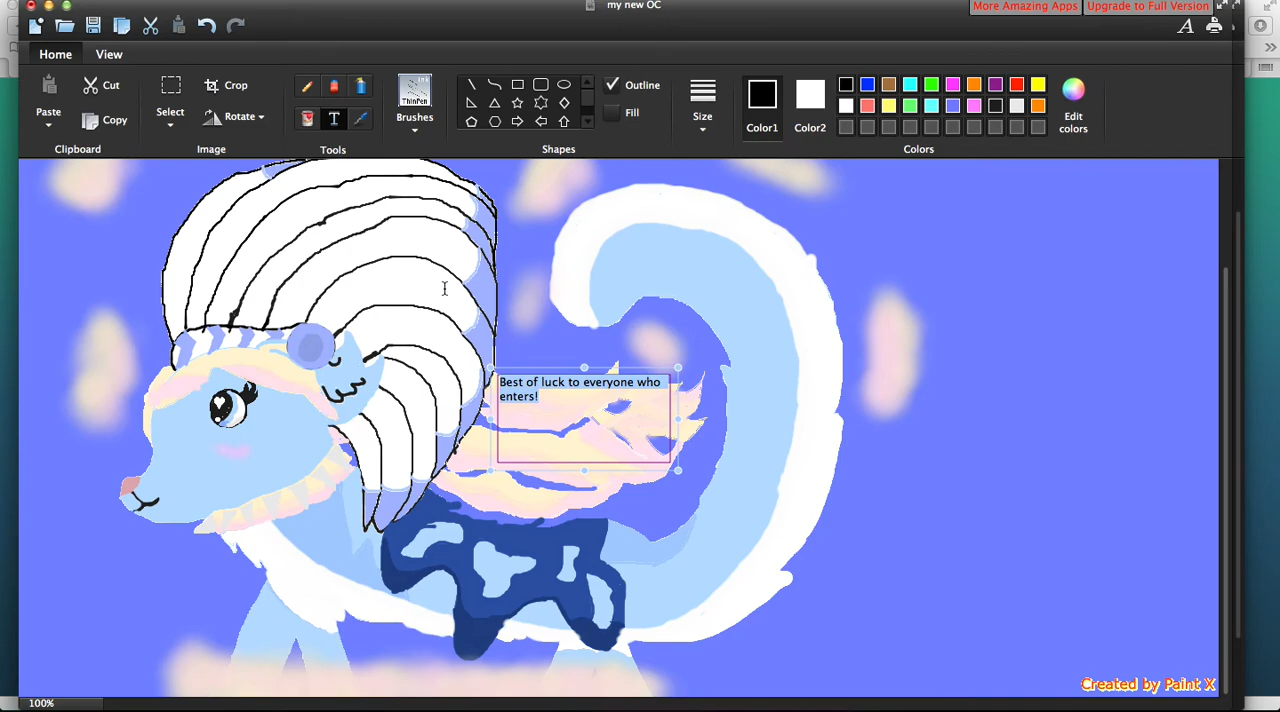 my new OC
More Amazing Apps
Upgrade to Full Version
A
Home
View
Paste
Cut
Copy
Clipboard
Select
Crop
Rotate
Image
T
Tools
Ink
ThinPen
Brushes
Outline
Fill
Shapes
Size
Color1
Color2
Edit
colors
Colors
Best of luck to everyone who
enters!
Created by Paint X
100%